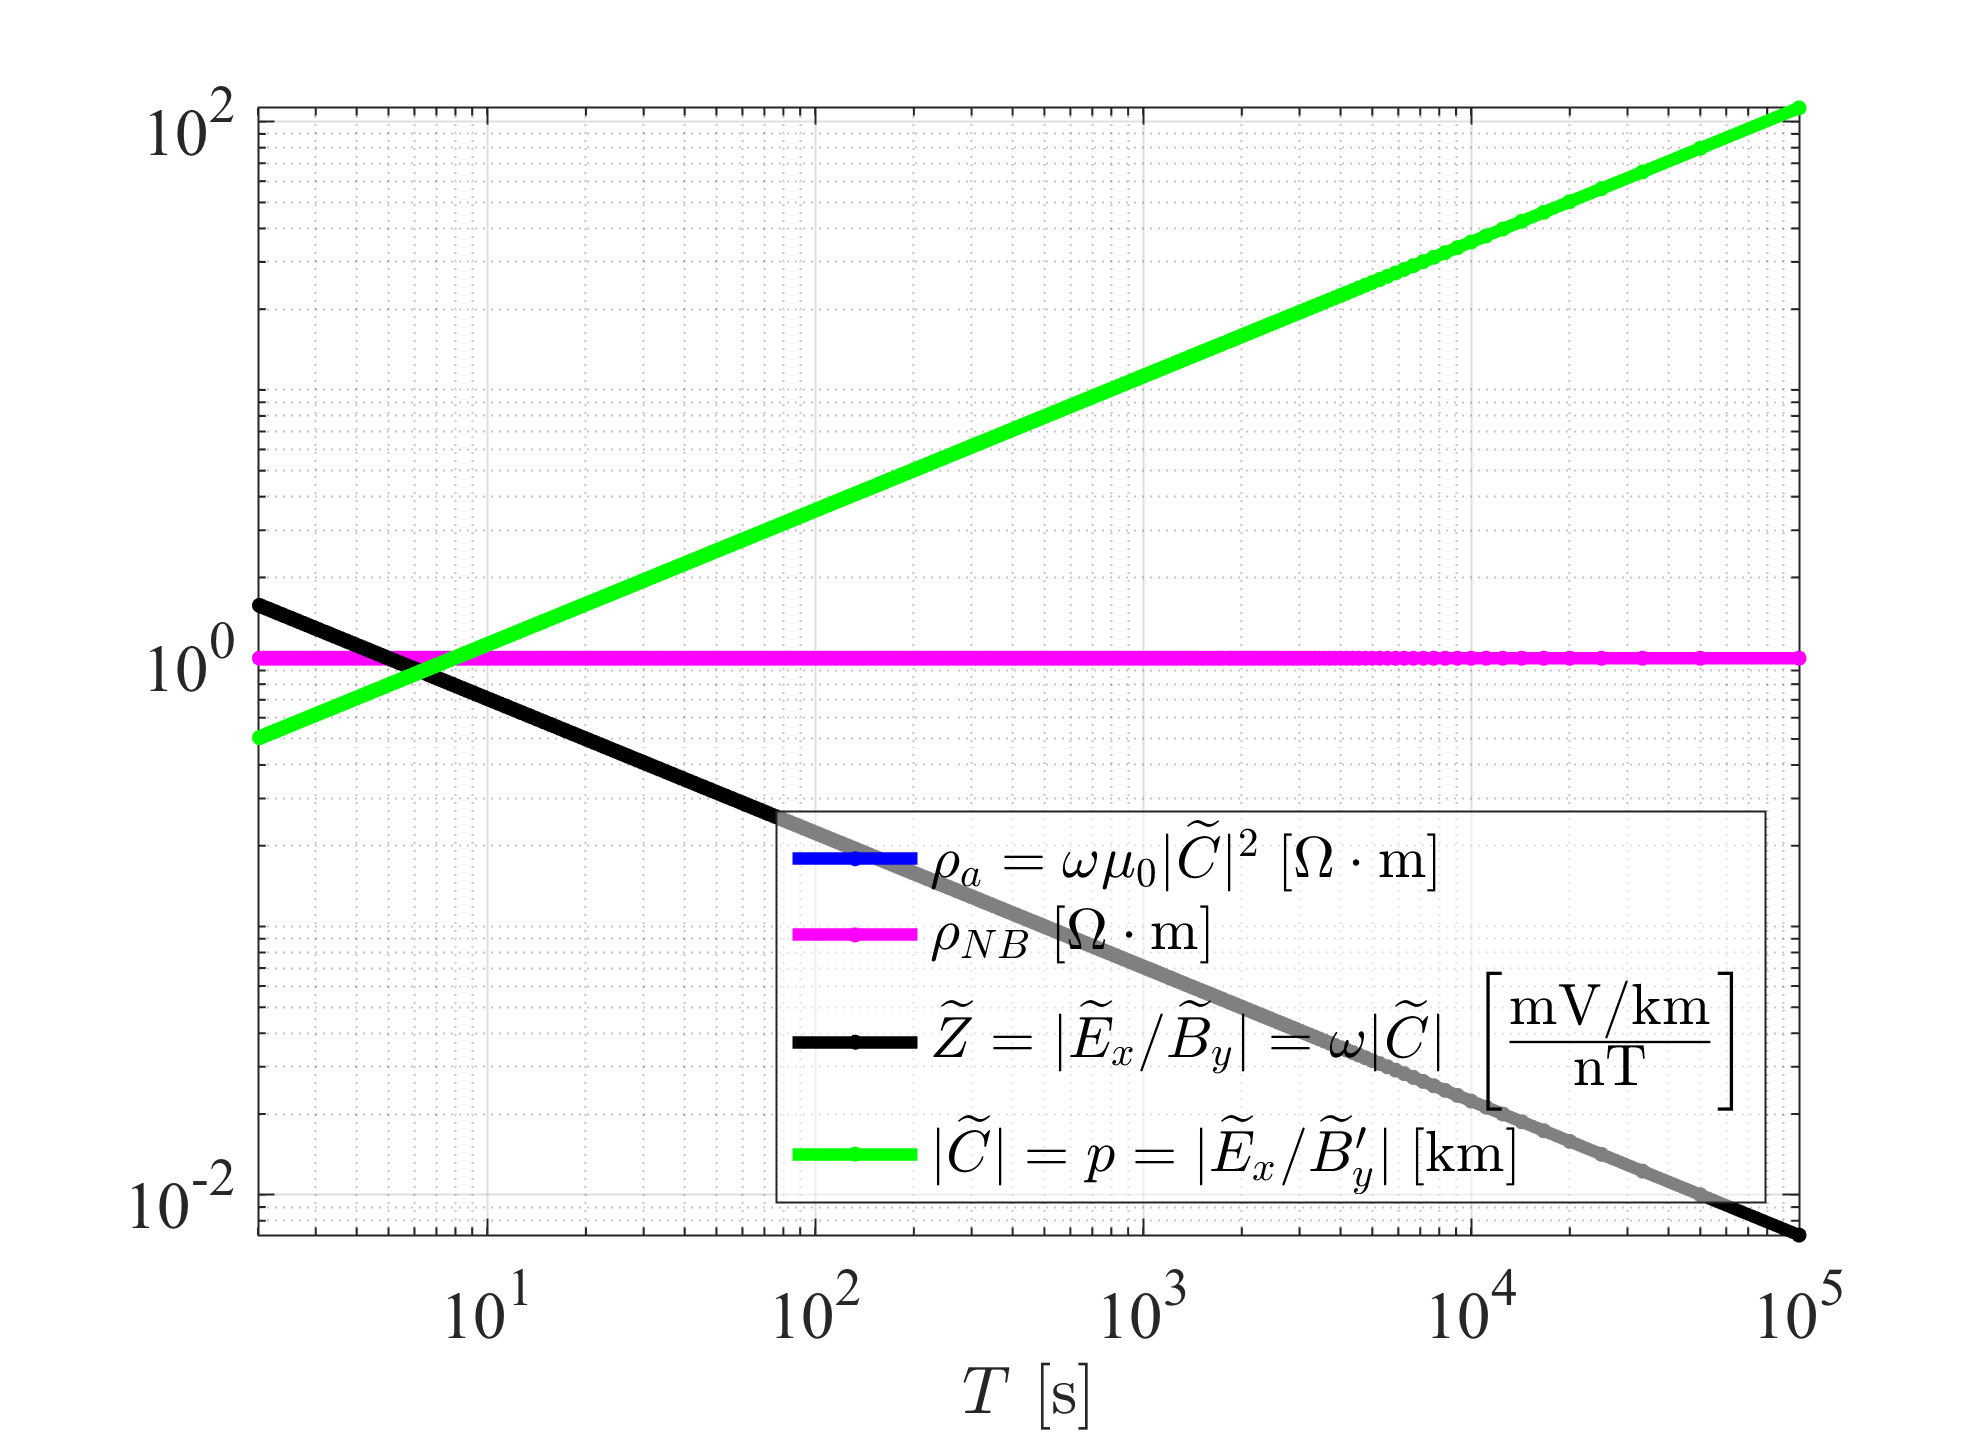 10^2
10^0
10^-2
ρ_a = ωμ_0|C̃|^2 [Ω · m]
ρ_NB [Ω · m]
Z̃ = |Ẽ_x/B̃_y| = ω|C̃| [mV/km / nT]
|C̃| = p = |Ẽ_x/B̃′_y| [km]
10^1 10^2 10^3 10^4 10^5
T [s]